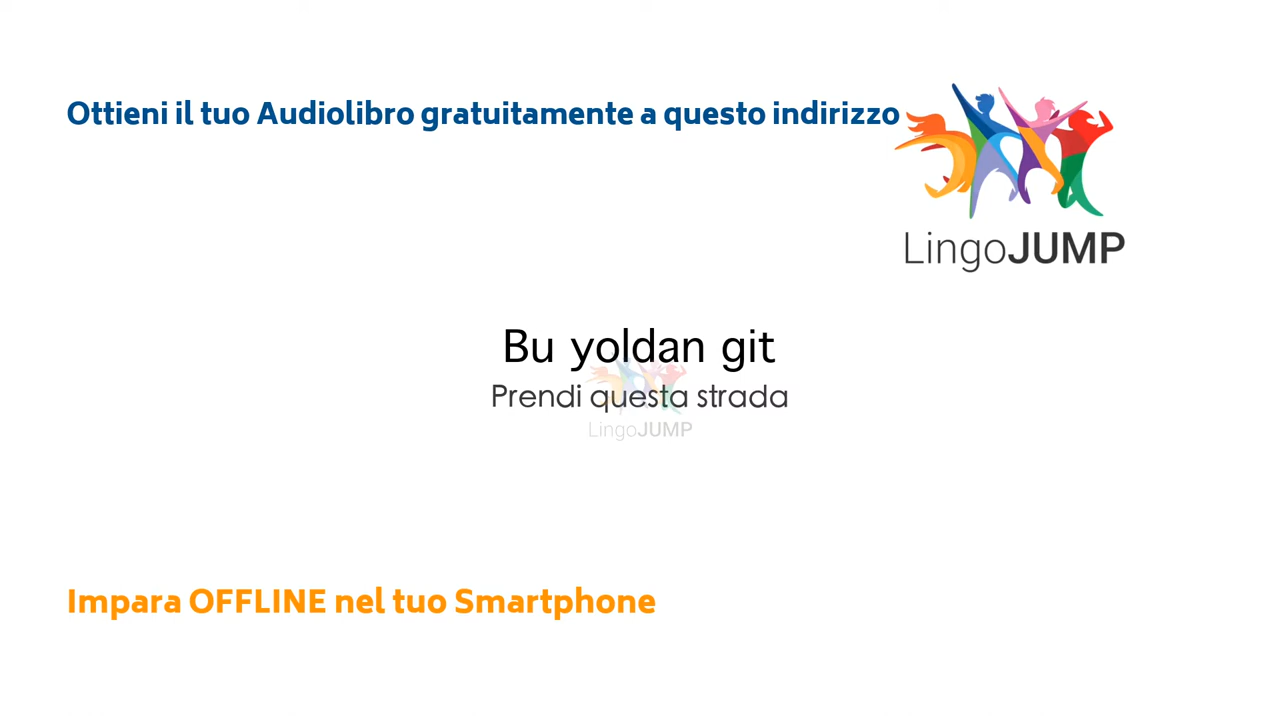 Ottieni il tuo Audiolibro gratuitamente a questo indirizzo
LingoJUMP
Bu yoldan git
Prendi questa strada
LingoJUMP
Impara OFFLINE nel tuo Smartphone